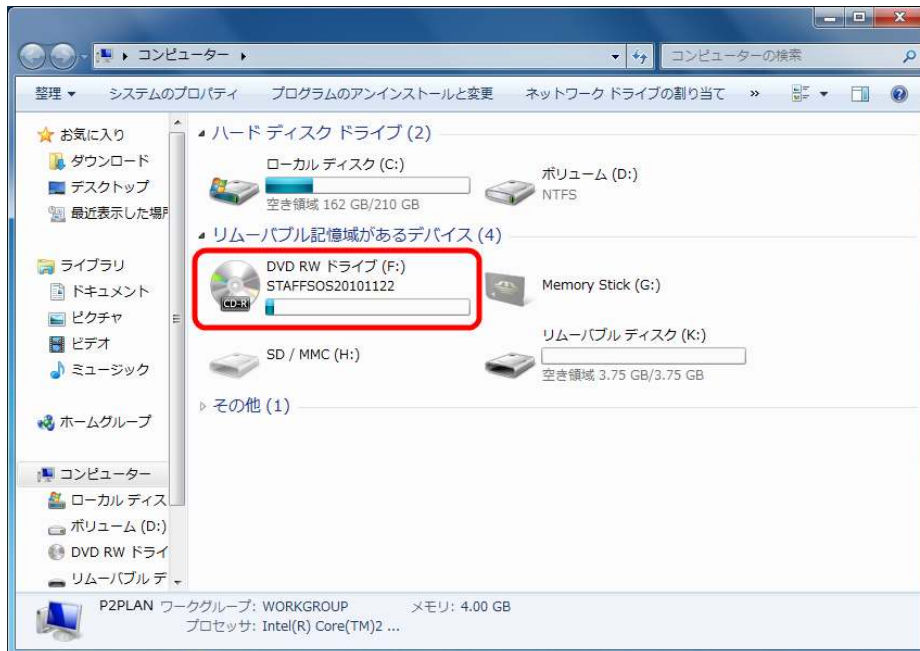 コンピューター
コンピューターの検索
整理 システムのプロパティ プログラムのアンインストールと変更 ネットワーク ドライブの割り当て »
お気に入り
ダウンロード
デスクトップ
最近表示した場所
ライブラリ
ドキュメント
ピクチャ
ビデオ
ミュージック
ホームグループ
コンピューター
ローカル ディス
ボリューム (D:)
DVD RW ドライ
リムーバブル デ
ハード ディスク ドライブ (2)
ローカル ディスク (C:)
空き領域 162 GB/210 GB
ボリューム (D:)
NTFS
リムーバブル記憶域があるデバイス (4)
DVD RW ドライブ (F:)
STAFFSOS20101122
CD-R
Memory Stick (G:)
SD / MMC (H:)
リムーバブル ディスク (K:)
空き領域 3.75 GB/3.75 GB
その他 (1)
P2PLAN ワークグループ: WORKGROUP メモリ: 4.00 GB
プロセッサ: Intel(R) Core(TM)2 ...